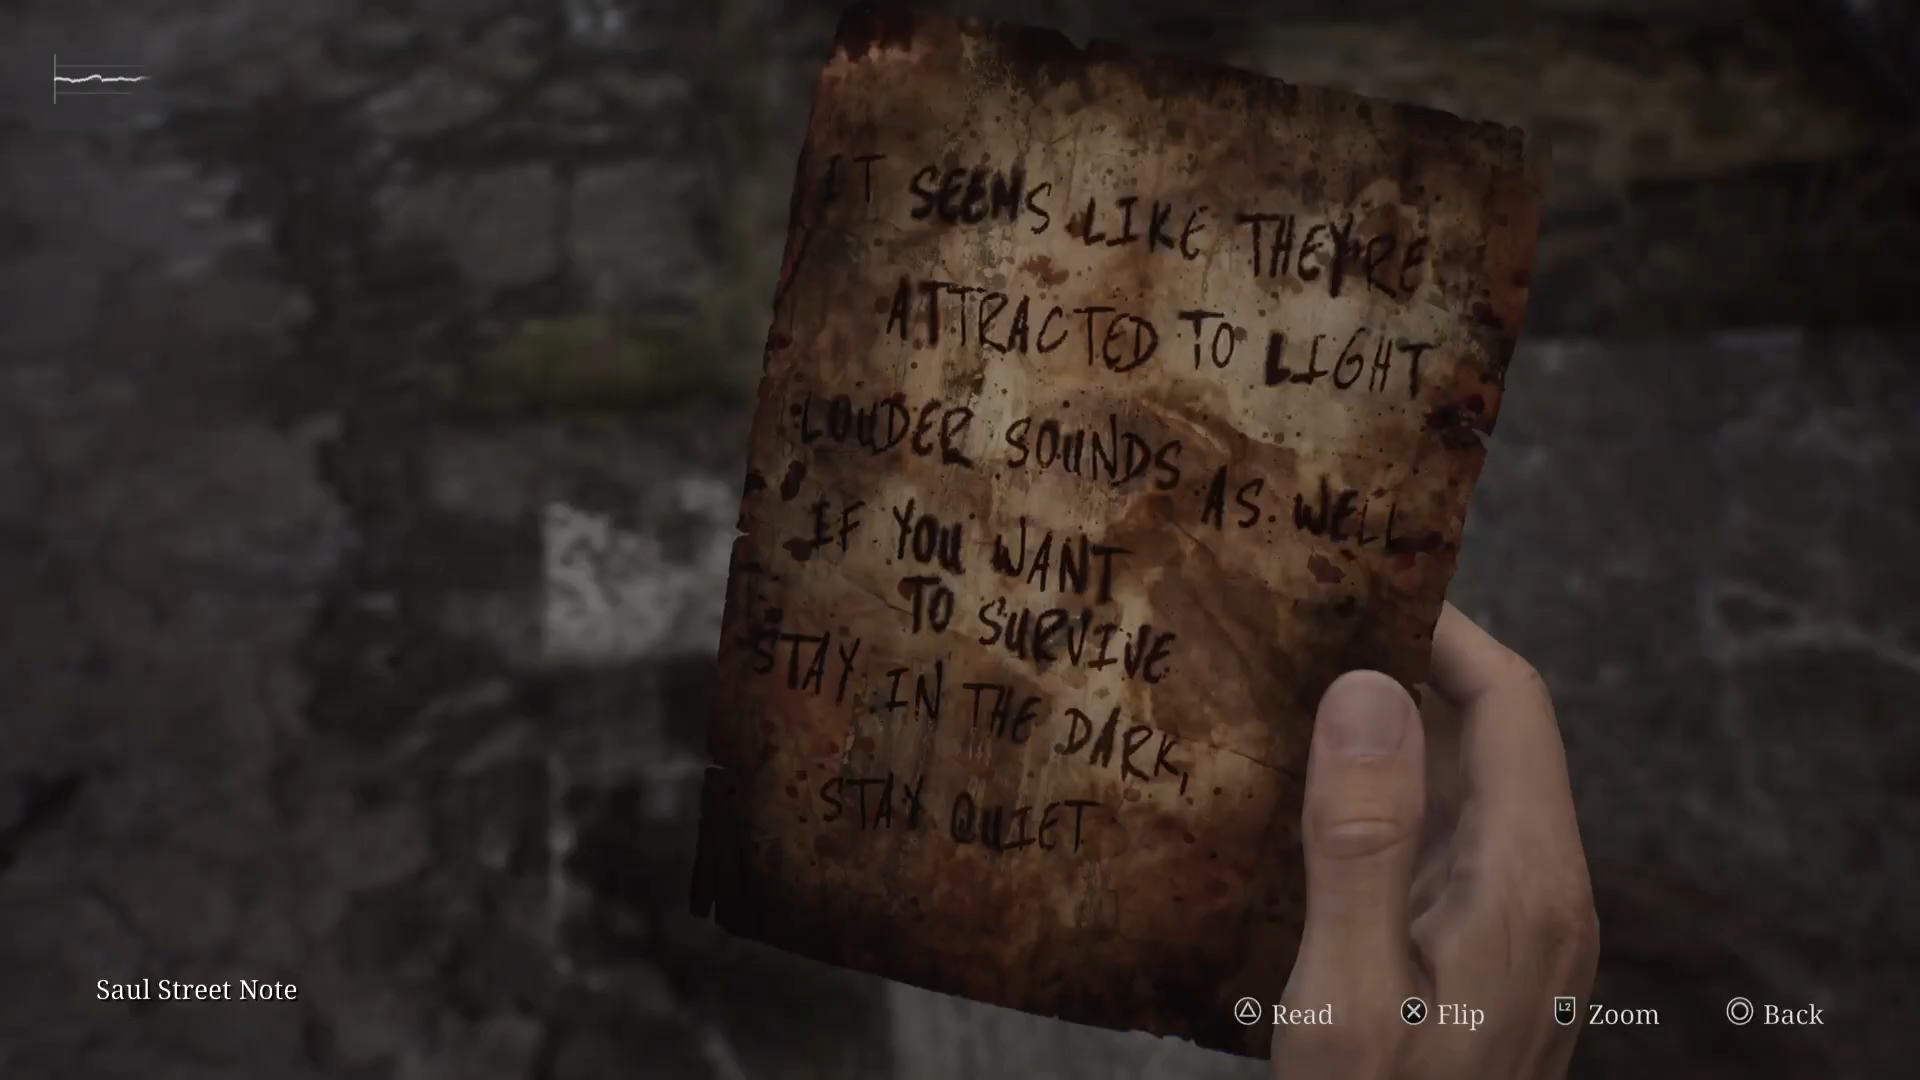 IT SEEMS LIKE THEY'RE
ATTRACTED TO LIGHT
LOUDER SOUNDS AS WELL
IF YOU WANT
TO SURVIVE
STAY IN THE DARK,
STAY QUIET
Saul Street Note
Read
Flip
L2 Zoom
Back